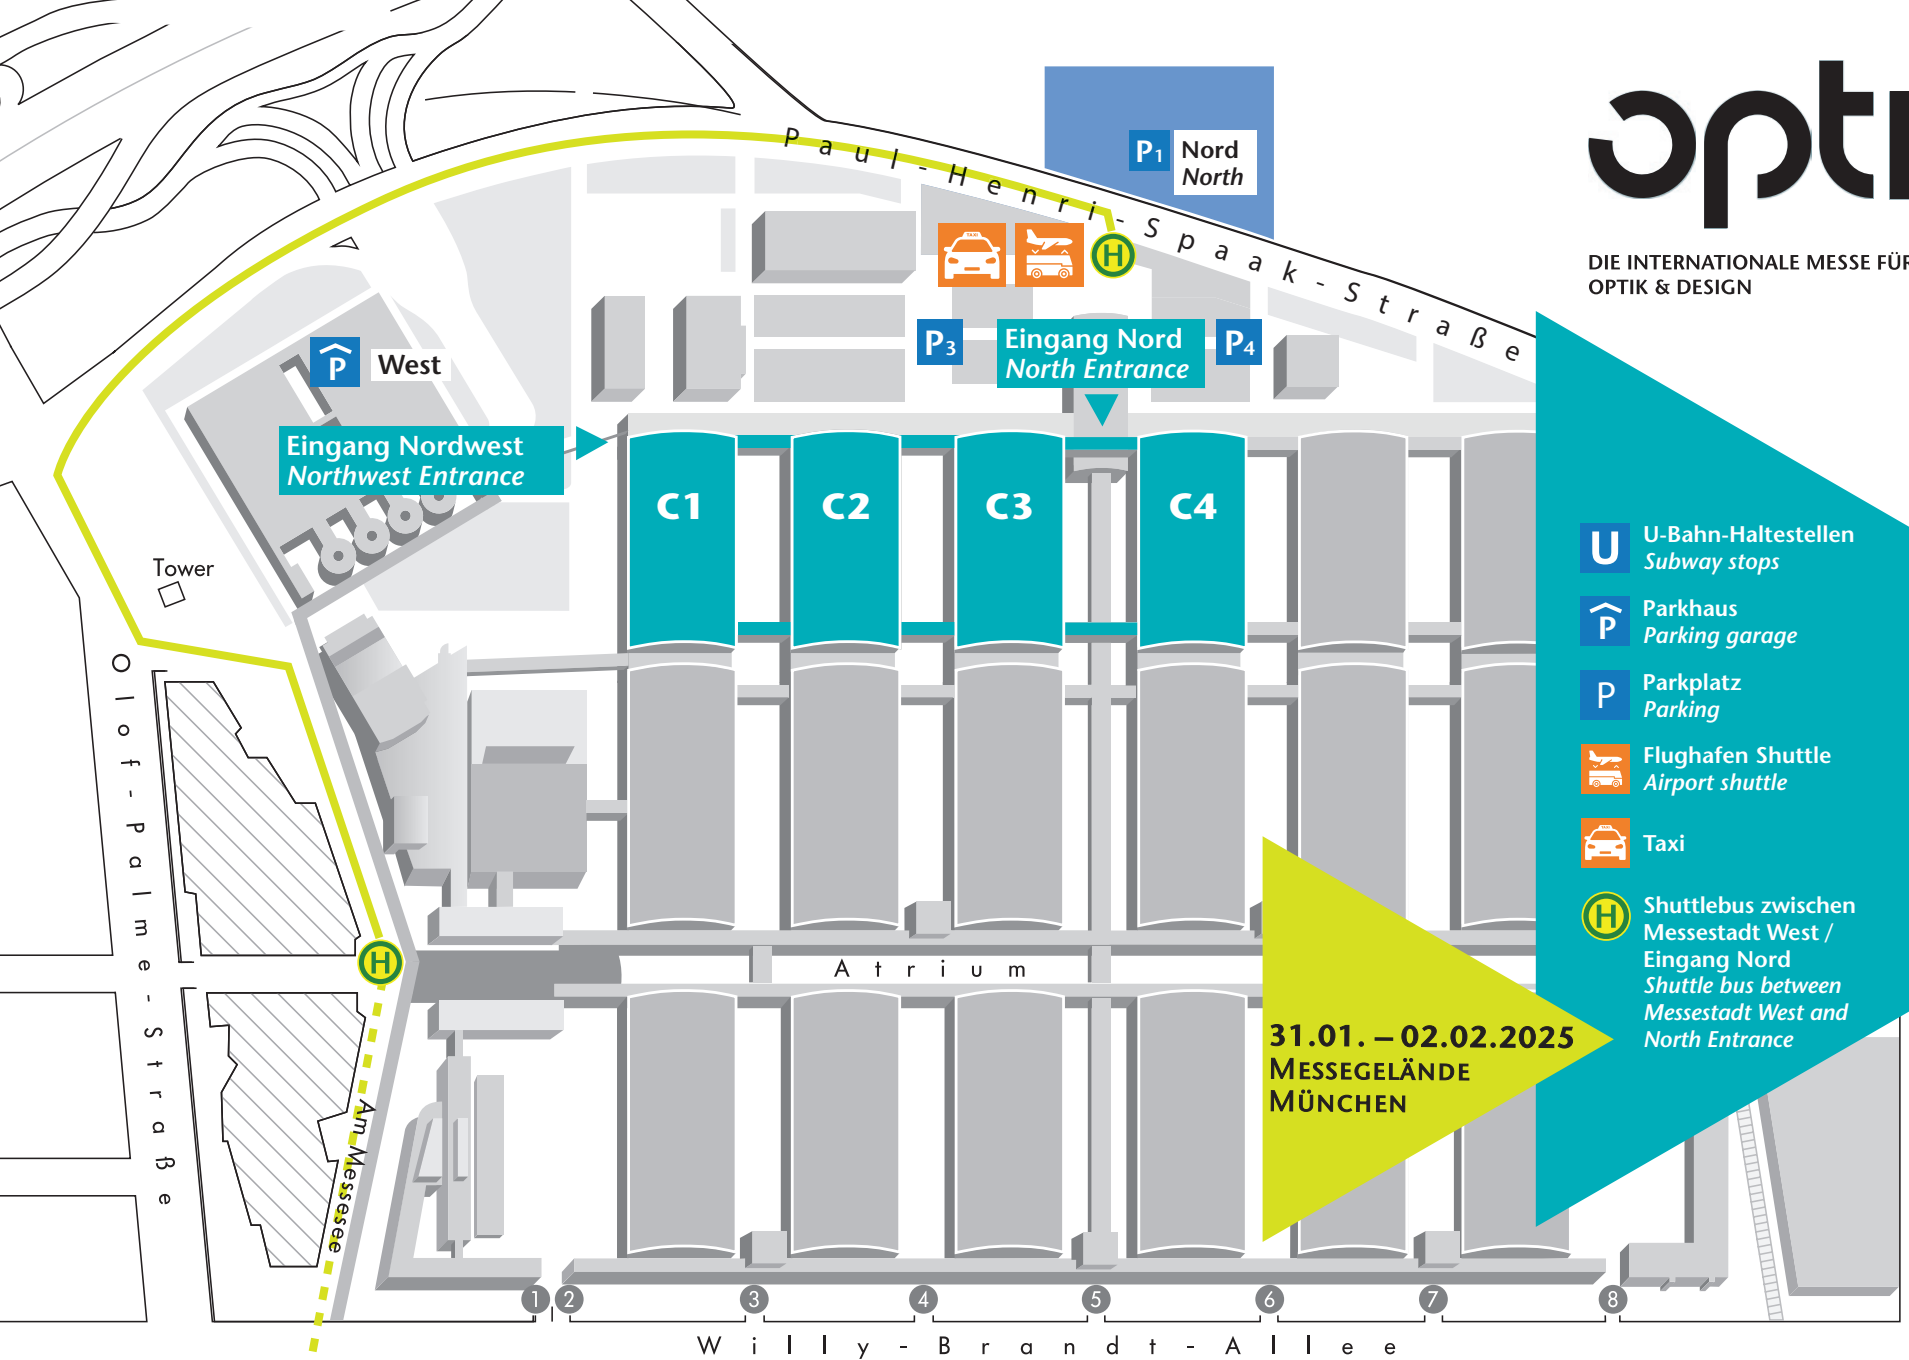 opti
DIE INTERNATIONALE MESSE FÜR
OPTIK & DESIGN
Paul-Henri-Spaak-Straße
P1 Nord
North
TAXI
H
P West
P3
Eingang Nord
North Entrance
P4
Eingang Nordwest
Northwest Entrance
C1
C2
C3
C4
Tower
Olof-Palme-Straße
H
Atrium
Am Messesee
31.01. – 02.02.2025
MESSEGELÄNDE
MÜNCHEN
U U-Bahn-Haltestellen
Subway stops
P Parkhaus
Parking garage
P Parkplatz
Parking
Flughafen Shuttle
Airport shuttle
TAXI Taxi
H Shuttlebus zwischen
Messestadt West /
Eingang Nord
Shuttle bus between
Messestadt West and
North Entrance
1 2 3 4 5 6 7 8
Willy-Brandt-Allee